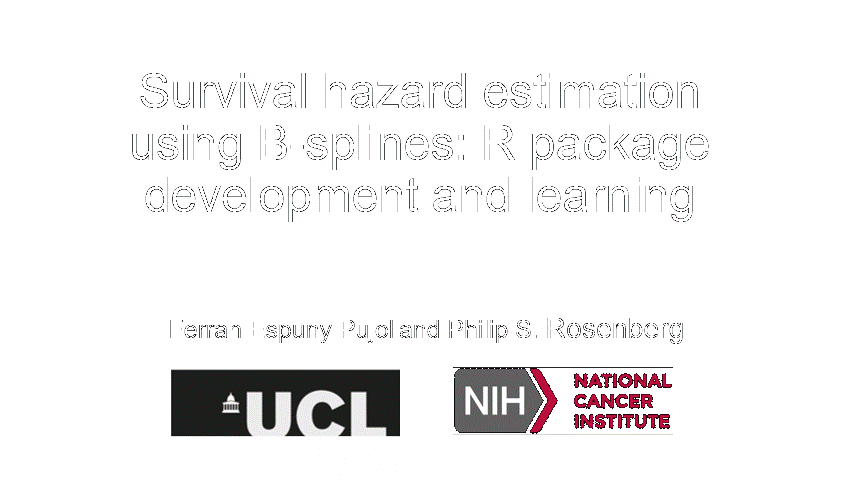 Survival hazard estimation
using B-splines: R package
development and learning
Ferran Espuny Pujol and Philip S. Rosenberg
UCL
NIH
NATIONAL
CANCER
INSTITUTE